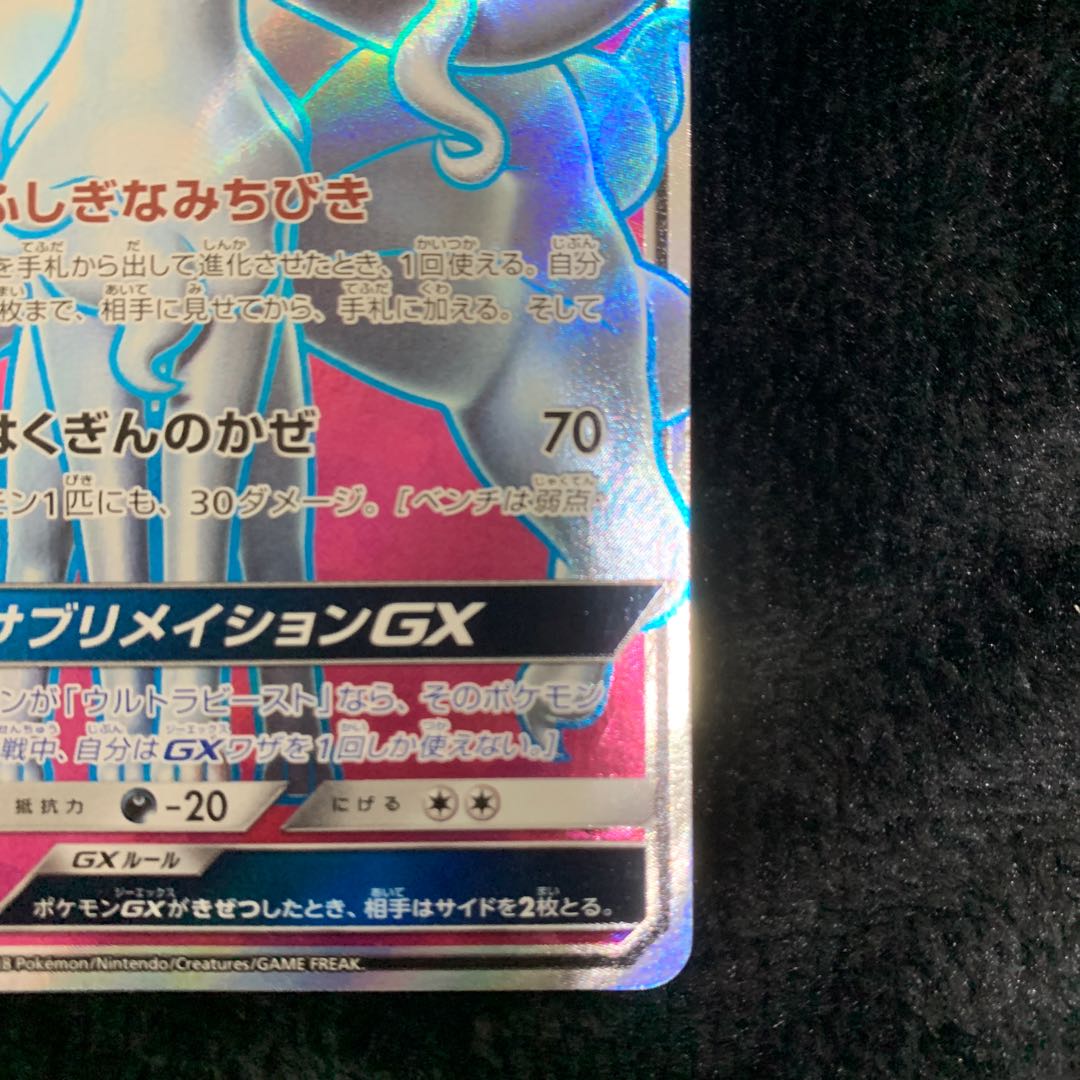 ふしぎなみちびき
を手札から出して進化させたとき、1回使える。自分
枚まで、相手に見せてから、手札に加える。そして
はくぎんのかぜ 70
モン1匹にも、30ダメージ。[ベンチは弱点・
サブリメイションGX
ンが「ウルトラビースト」なら、そのポケモン
戦中、自分はGXワザを1回しか使えない。]
抵抗力 -20 にげる
GXルール
ポケモンGXがきぜつしたとき、相手はサイドを2枚とる。
8 Pokémon/Nintendo/Creatures/GAME FREAK.